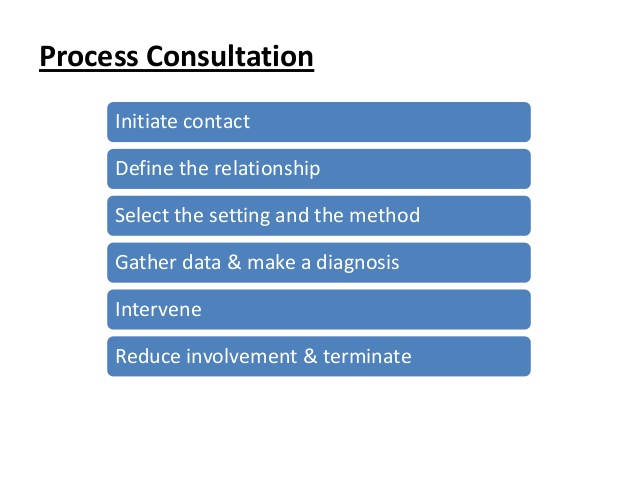 Process Consultation
Initiate contact
Define the relationship
Select the setting and the method
Gather data & make a diagnosis
Intervene
Reduce involvement & terminate